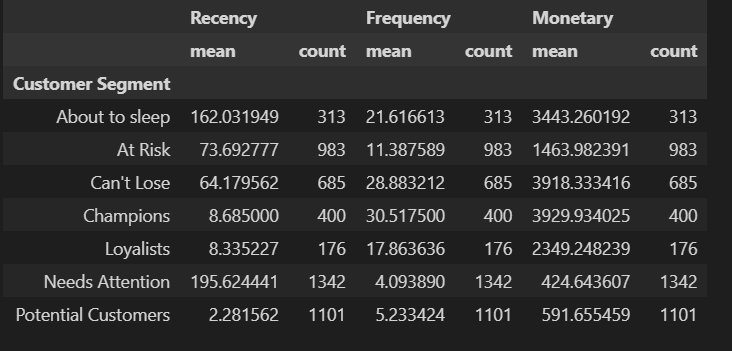 Recency Frequency Monetary
mean count mean count mean count
Customer Segment
About to sleep 162.031949 313 21.616613 313 3443.260192 313
At Risk 73.692777 983 11.387589 983 1463.982391 983
Can't Lose 64.179562 685 28.883212 685 3918.333416 685
Champions 8.685000 400 30.517500 400 3929.934025 400
Loyalists 8.335227 176 17.863636 176 2349.248239 176
Needs Attention 195.624441 1342 4.093890 1342 424.643607 1342
Potential Customers 2.281562 1101 5.233424 1101 591.655459 1101